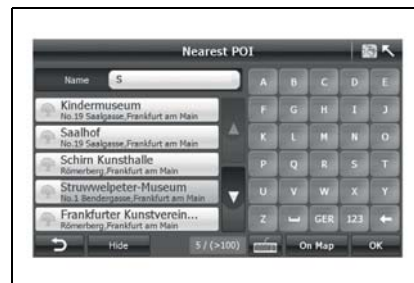 Nearest POI
Name S
A B C D E
Kindermuseum
No.19 Saalgasse,Frankfurt am Main
F G H I J
Saalhof
No.19 Saalgasse,Frankfurt am Main
K L M N O
Schirn Kunsthalle
Römerberg,Frankfurt am Main
P Q R S T
Struwwelpeter-Museum
No.1 Bendergasse,Frankfurt am Main
U V W X Y
Frankfurter Kunstverein...
Römerberg,Frankfurt am Main
Z GER 123
Hide 5 / (>100) On Map OK